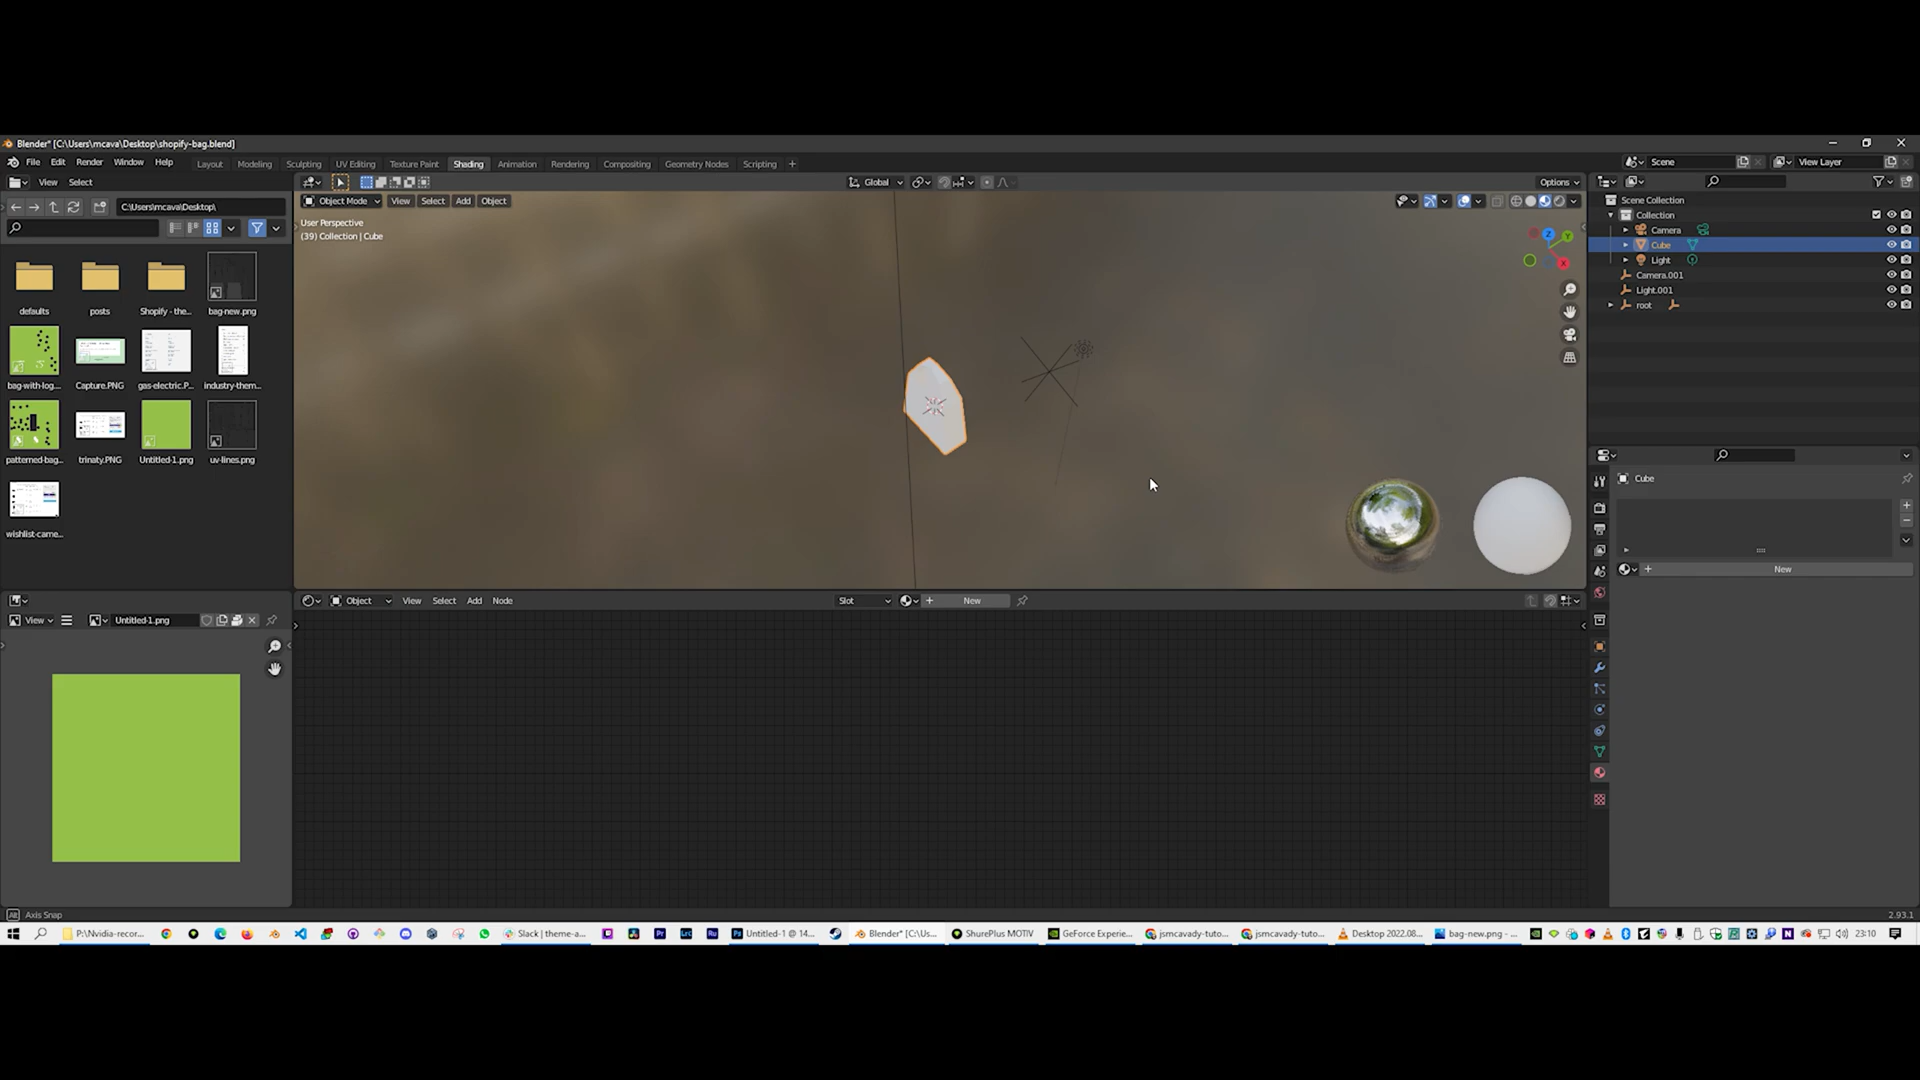 Blender* [C:\Users\mcava\Desktop\shopify-bag.blend]
File Edit Render Window Help Layout Modeling Sculpting UV Editing Texture Paint Shading Animation Rendering Compositing Geometry Nodes Scripting + Scene View Layer
View Select Global Options
C:\Users\mcava\Desktop\ Object Mode View Select Add Object
User Perspective
(39) Collection | Cube
Scene Collection
Collection
Camera
Cube
Light
Camera.001
Light.001
root
Z Y X
defaults posts Shopify - the... bag-new.png
bag-with-log... Capture.PNG gas-electric.P... industry-them...
patterned-bag... trinaty.PNG Untitled-1.png uv-lines.png
wishlist-came...
Cube
New
Object View Select Add Node Slot New
View Untitled-1.png
Axis Snap 2.93.1
P:\Nvidia-recor... Slack | theme-a... Untitled-1 @ 14... Blender* [C:\Us... ShurePlus MOTIV GeForce Experie... jsmcavady-tuto... jsmcavady-tuto... Desktop 2022.08... bag-new.png - ... 23:10